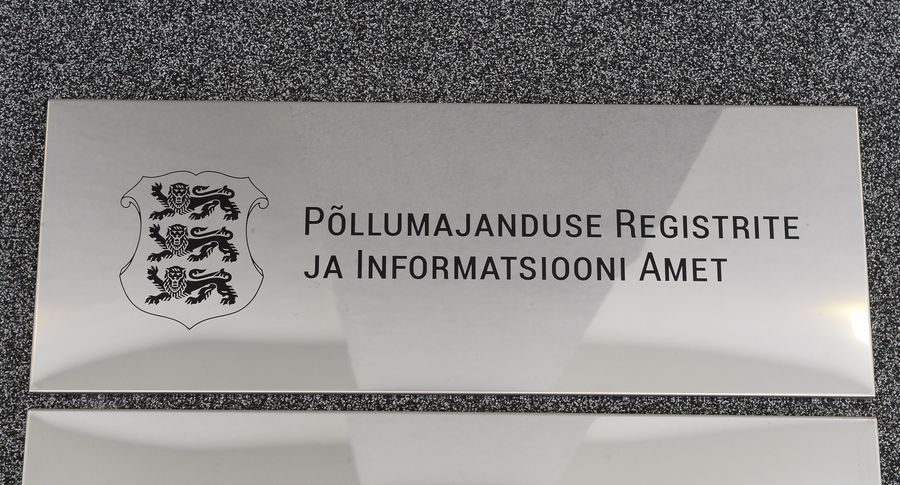 PÕLLUMAJANDUSE REGISTRITE
JA INFORMATSIOONI AMET